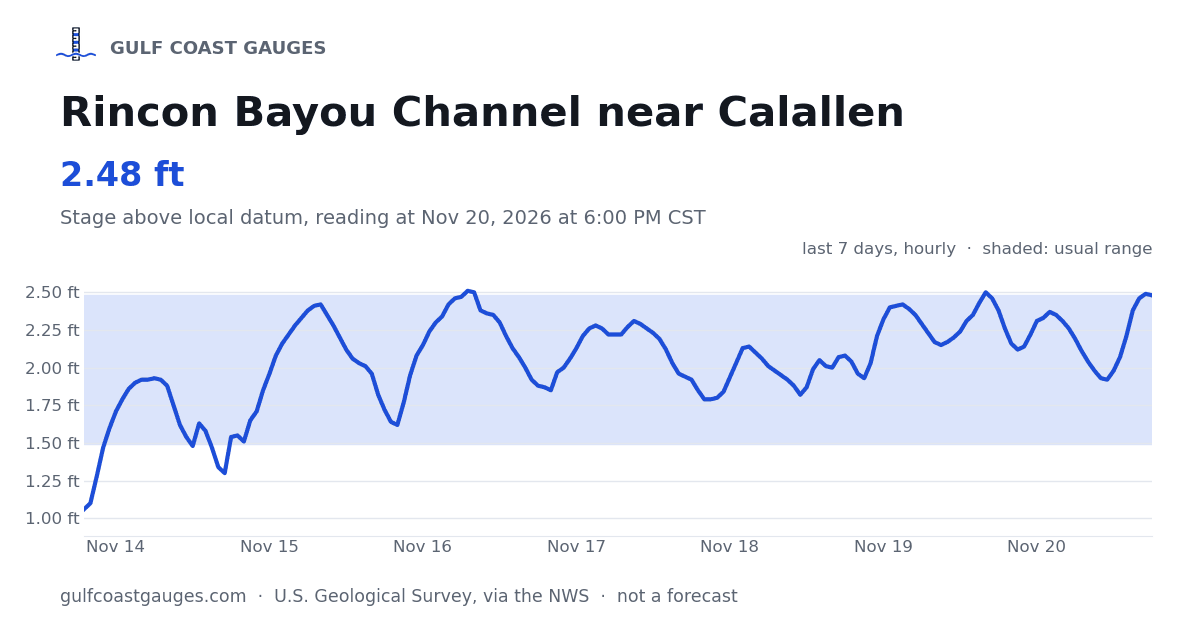 GULF COAST GAUGES
Rincon Bayou Channel near Calallen
2.48 ft
Stage above local datum, reading at Nov 20, 2026 at 6:00 PM CST
last 7 days, hourly · shaded: usual range
2.50 ft
2.25 ft
2.00 ft
1.75 ft
1.50 ft
1.25 ft
1.00 ft
Nov 14 Nov 15 Nov 16 Nov 17 Nov 18 Nov 19 Nov 20
gulfcoastgauges.com · U.S. Geological Survey, via the NWS · not a forecast